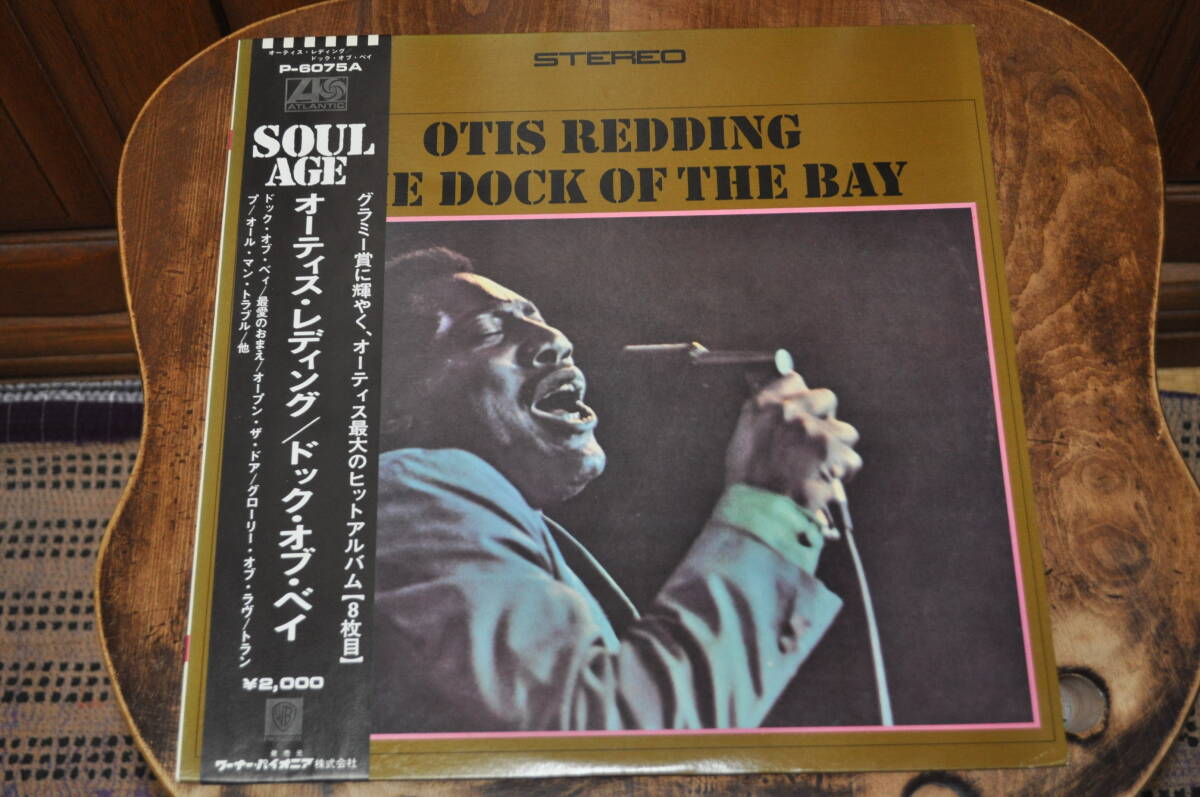 オーティス・レディング
ドック・オブ・ベイ
P-6075A
ATLANTIC
SOUL
AGE
グラミー賞に輝やく、オーティス最大のヒットアルバム【8枚目】
オーティス・レディング/ドック・オブ・ベイ
ドック・オブ・ベイ/最愛のおまえ/オープン・ザ・ドア/グローリー・オブ・ラヴ/トラン
プ/オール・マン・トラブル/他
¥2,000
発売元
ワーナー・パイオニア株式会社
STEREO
OTIS REDDING
E DOCK OF THE BAY